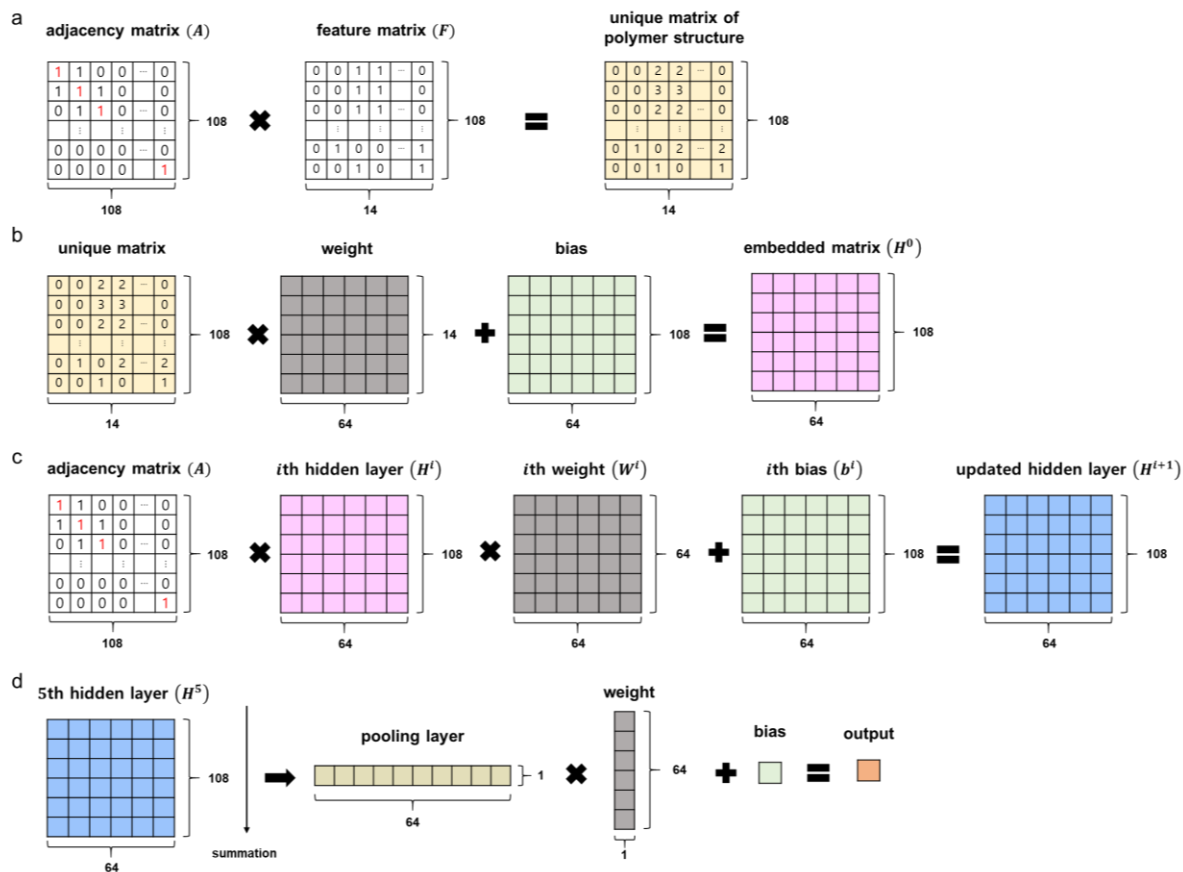 a
adjacency matrix (A)
feature matrix (F)
unique matrix of
polymer structure
1 1 0 0 ··· 0
1 1 1 0 0
0 1 1 0 ··· 0
⋮ ⋮ ⋮
0 0 0 0 ··· 0
0 0 0 0 1
108
108
✖
0 0 1 1 ··· 0
0 0 1 1 0
0 0 1 1 ··· 0
⋮ ⋮ ⋮
0 1 0 0 ··· 1
0 0 1 0 1
108
14
=
0 0 2 2 ··· 0
0 0 3 3 0
0 0 2 2 ··· 0
⋮ ⋮ ⋮
0 1 0 2 ··· 2
0 0 1 0 1
108
14
b
unique matrix
weight
bias
embedded matrix (H⁰)
0 0 2 2 ··· 0
0 0 3 3 0
0 0 2 2 ··· 0
⋮ ⋮ ⋮
0 1 0 2 ··· 2
0 0 1 0 1
108
14
✖
14
64
+
108
64
=
108
64
c
adjacency matrix (A)
ith hidden layer (Hⁱ)
ith weight (Wⁱ)
ith bias (bⁱ)
updated hidden layer (Hⁱ⁺¹)
1 1 0 0 ··· 0
1 1 1 0 0
0 1 1 0 ··· 0
⋮ ⋮ ⋮
0 0 0 0 ··· 0
0 0 0 0 1
108
108
✖
108
64
✖
64
64
+
108
64
=
108
64
d
5th hidden layer (H⁵)
108
64
summation
pooling layer
1
64
✖
weight
64
1
+
bias
=
output